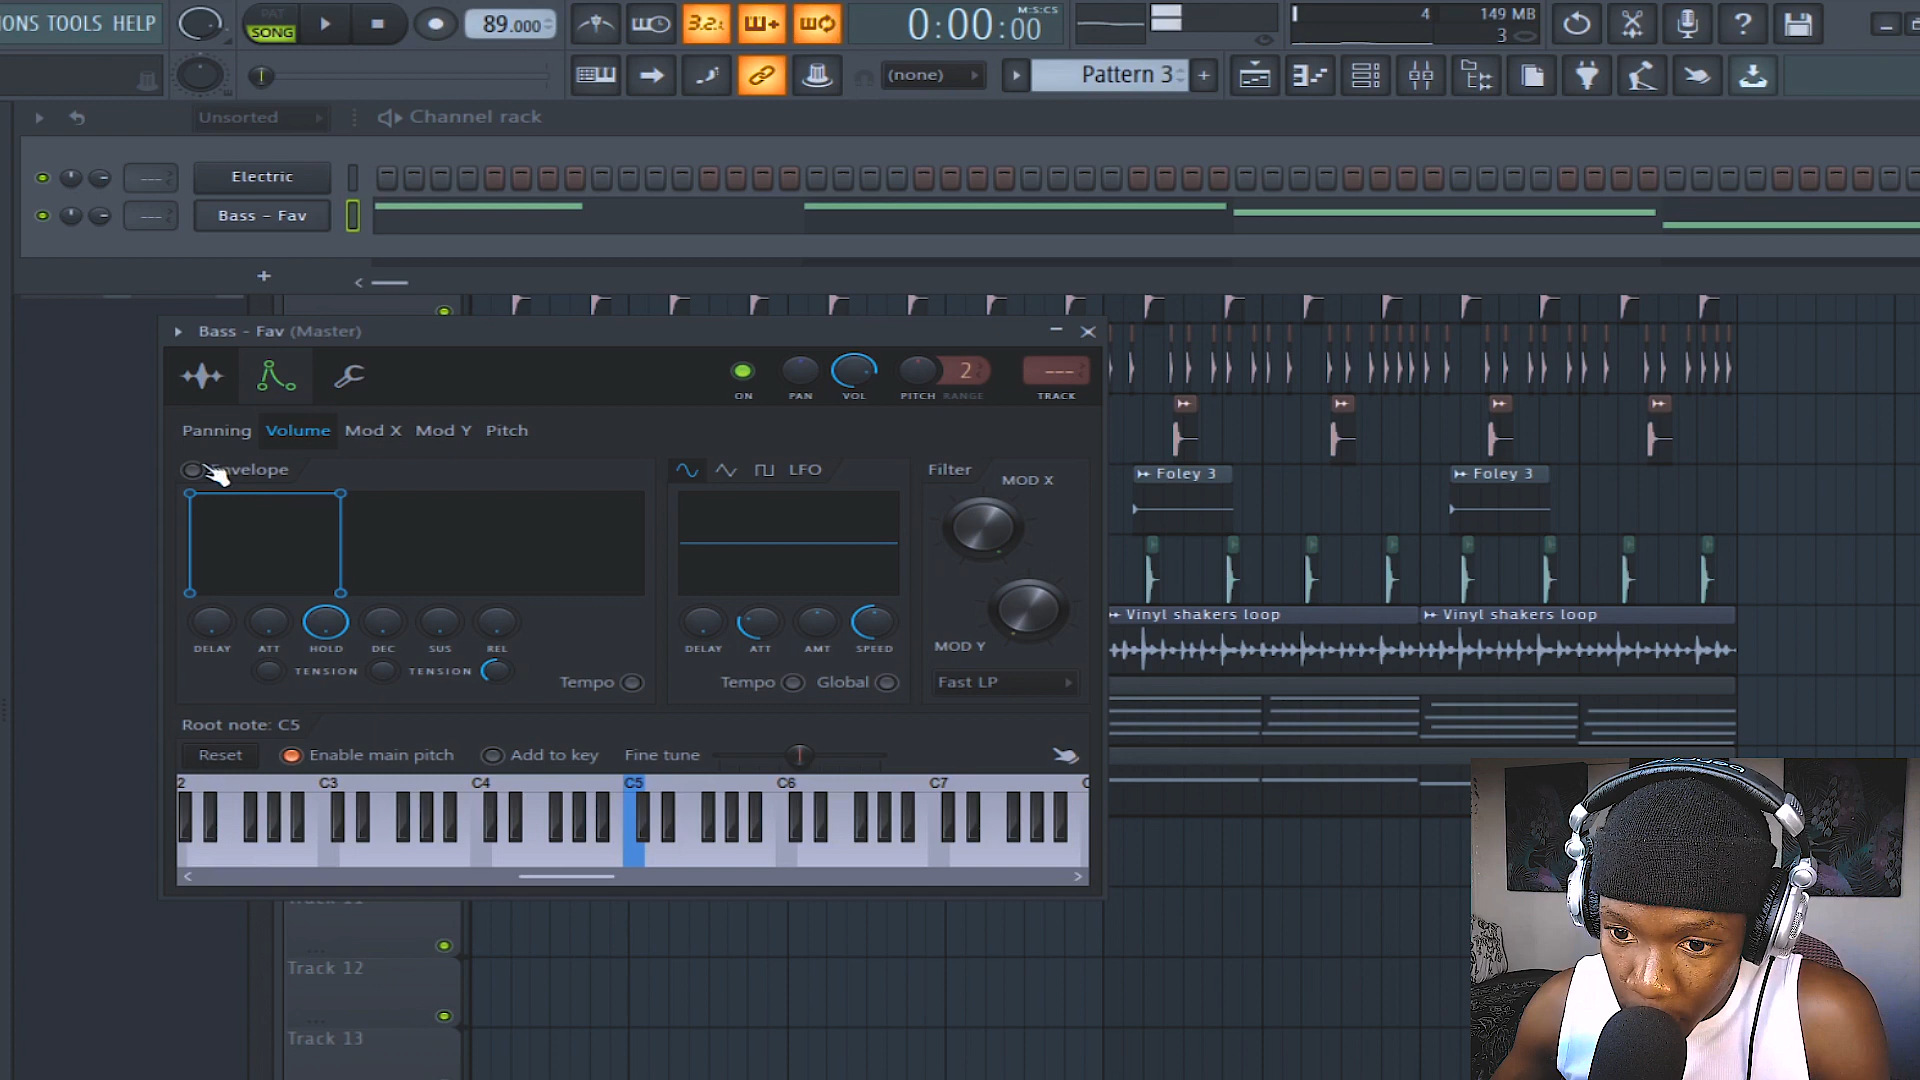 ONS TOOLS HELP
PAT
SONG
89.000
3.2.
0:00:00
M:S:CS
4
149 MB
3
(none)
Pattern 3
+
Unsorted
Channel rack
Electric
Bass - Fav
+
Bass - Fav (Master)
2
ON
PAN
VOL
PITCH
RANGE
TRACK
Panning
Volume
Mod X
Mod Y
Pitch
Envelope
LFO
Filter
MOD X
Foley 3
Foley 3
DELAY
ATT
HOLD
DEC
SUS
REL
DELAY
ATT
AMT
SPEED
MOD Y
Vinyl shakers loop
Vinyl shakers loop
TENSION
TENSION
Tempo
Tempo
Global
Fast LP
Root note: C5
Reset
Enable main pitch
Add to key
Fine tune
2
C3
C4
C5
C6
C7
Track 12
Track 13